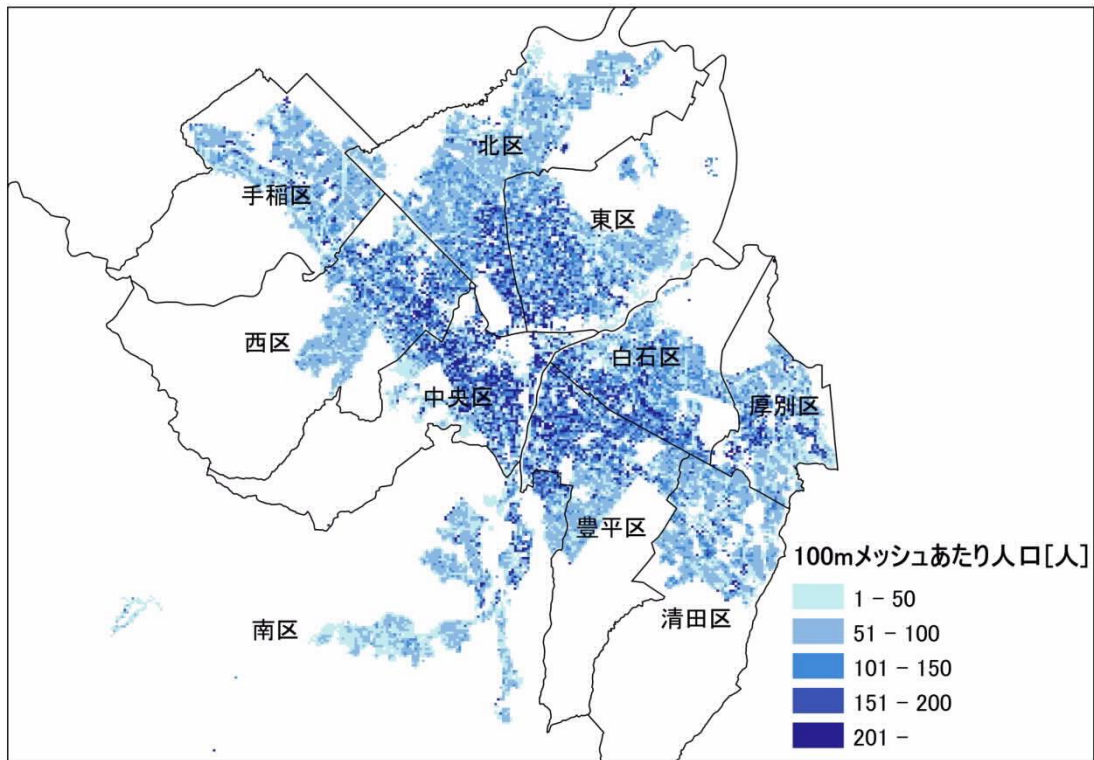 北区
手稲区
東区
西区
白石区
中央区
厚別区
豊平区
清田区
南区
100mメッシュあたり人口[人]
1 - 50
51 - 100
101 - 150
151 - 200
201 -